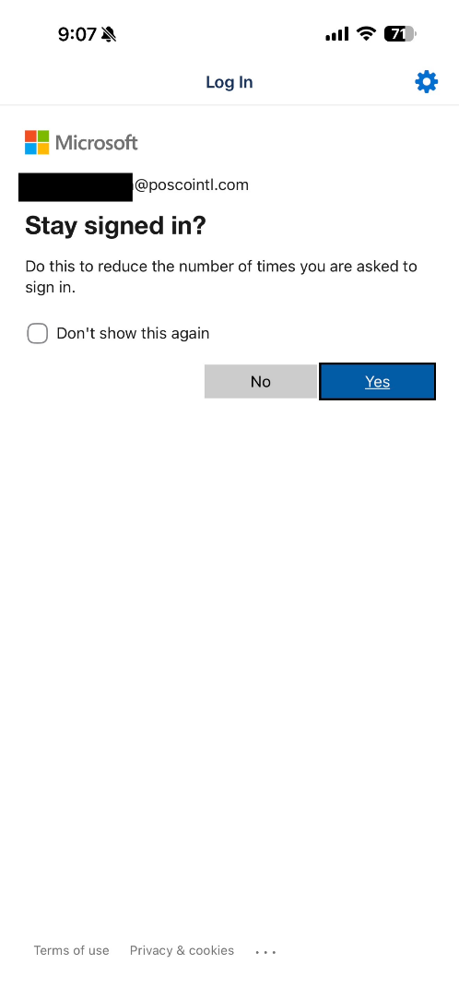 9:07
71
Log In
Microsoft
@poscointl.com
Stay signed in?
Do this to reduce the number of times you are asked to
sign in.
Don't show this again
No
Yes
Terms of use
Privacy & cookies
...